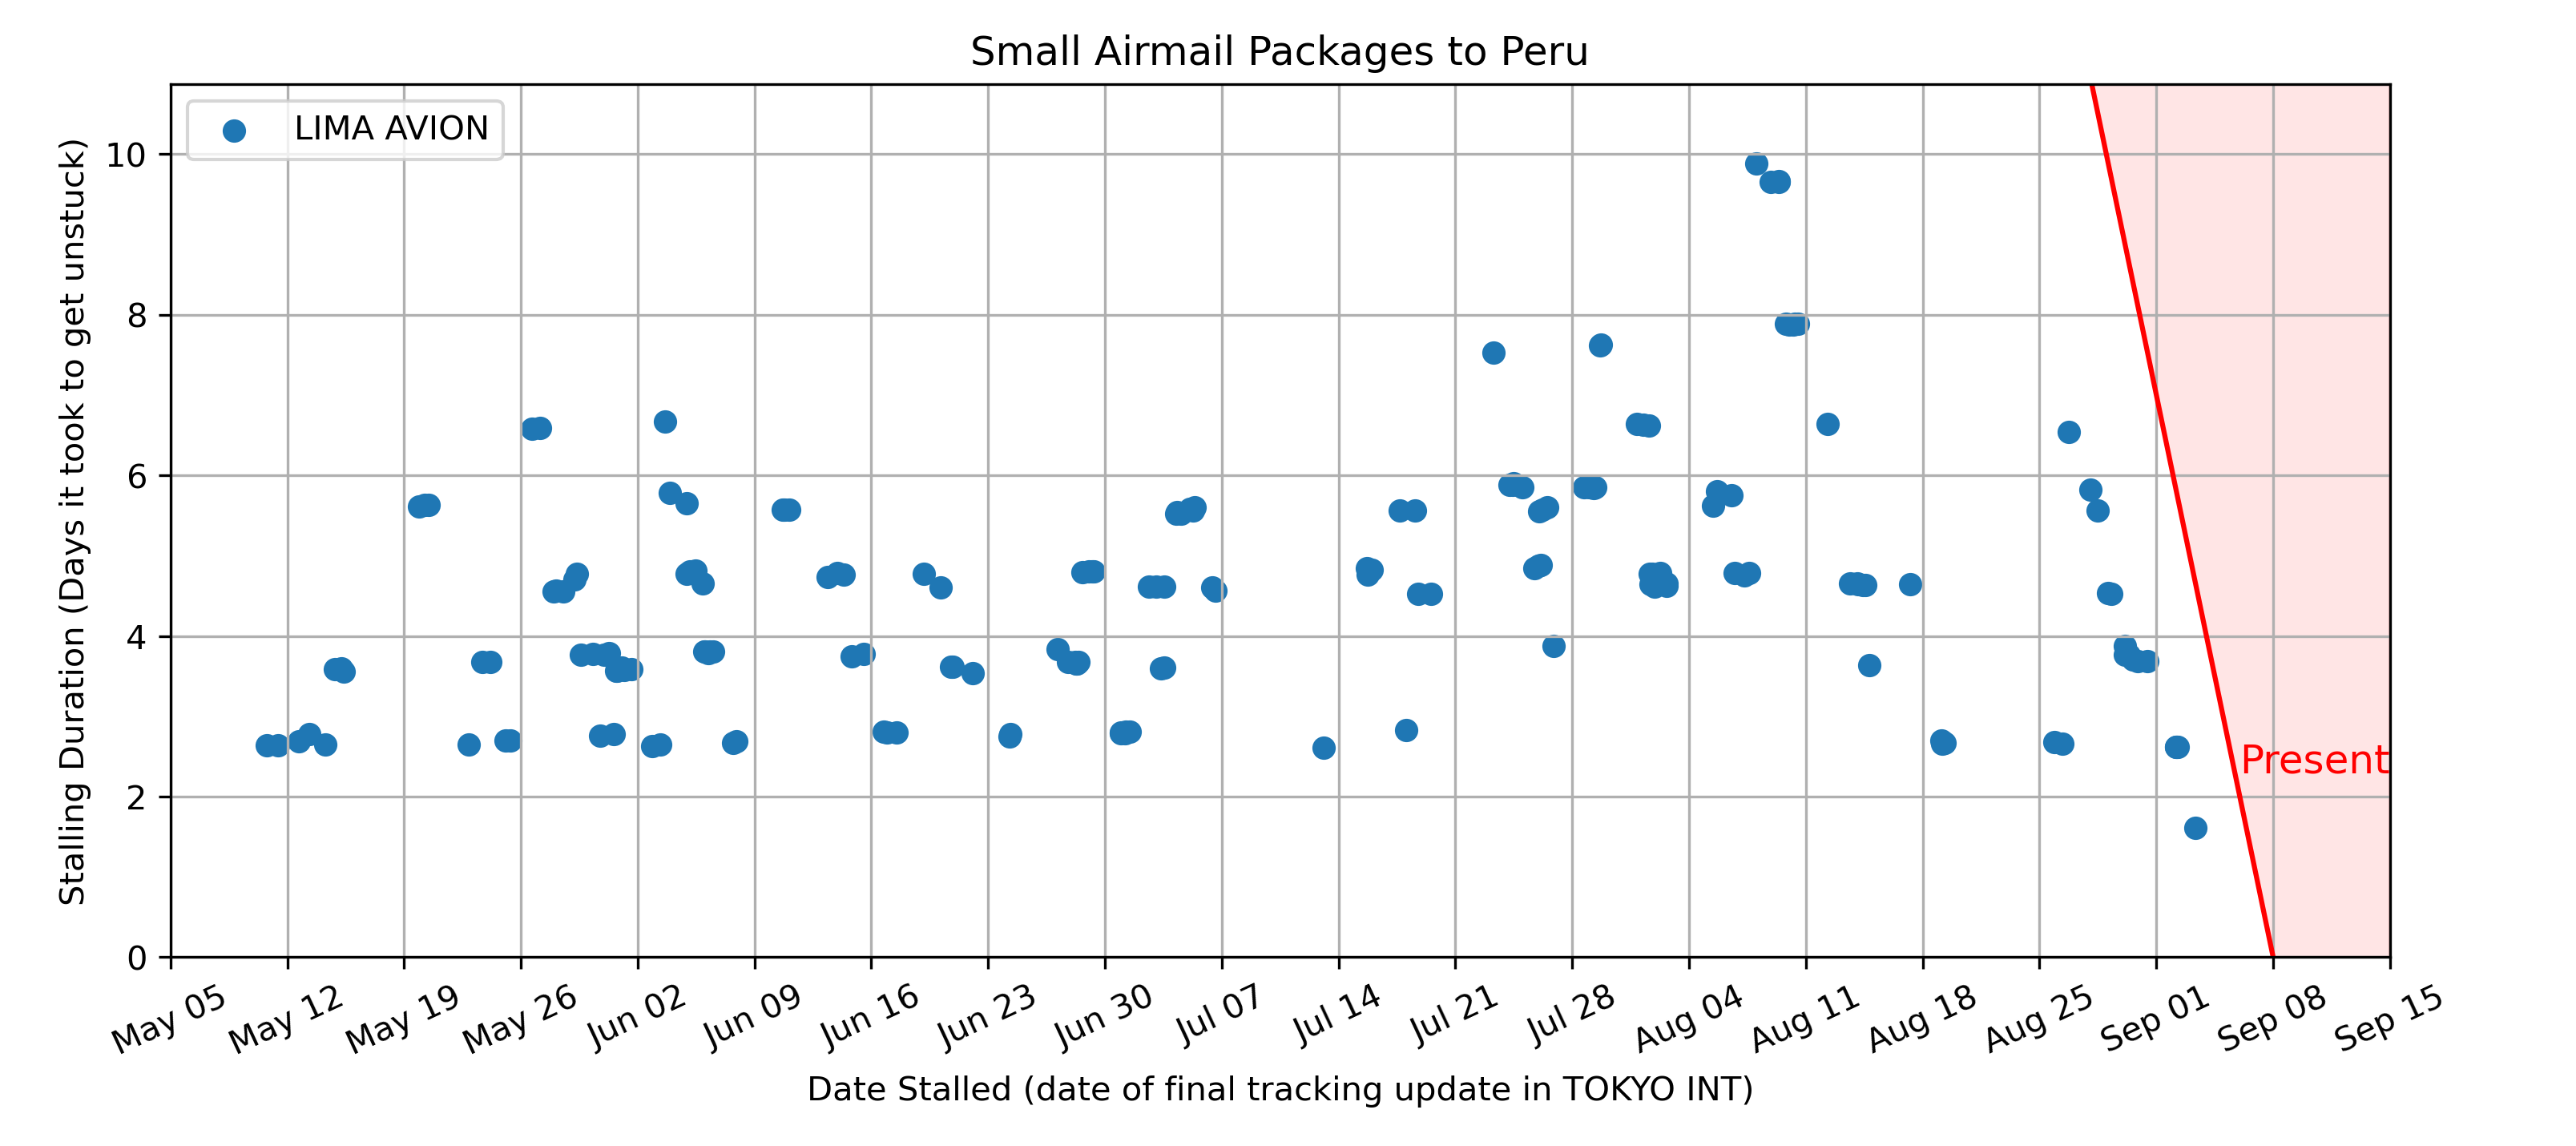 Small Airmail Packages to Peru
LIMA AVION
Stalling Duration (Days it took to get unstuck)
10
8
6
4
2
0
Present
May 05
May 12
May 19
May 26
Jun 02
Jun 09
Jun 16
Jun 23
Jun 30
Jul 07
Jul 14
Jul 21
Jul 28
Aug 04
Aug 11
Aug 18
Aug 25
Sep 01
Sep 08
Sep 15
Date Stalled (date of final tracking update in TOKYO INT)